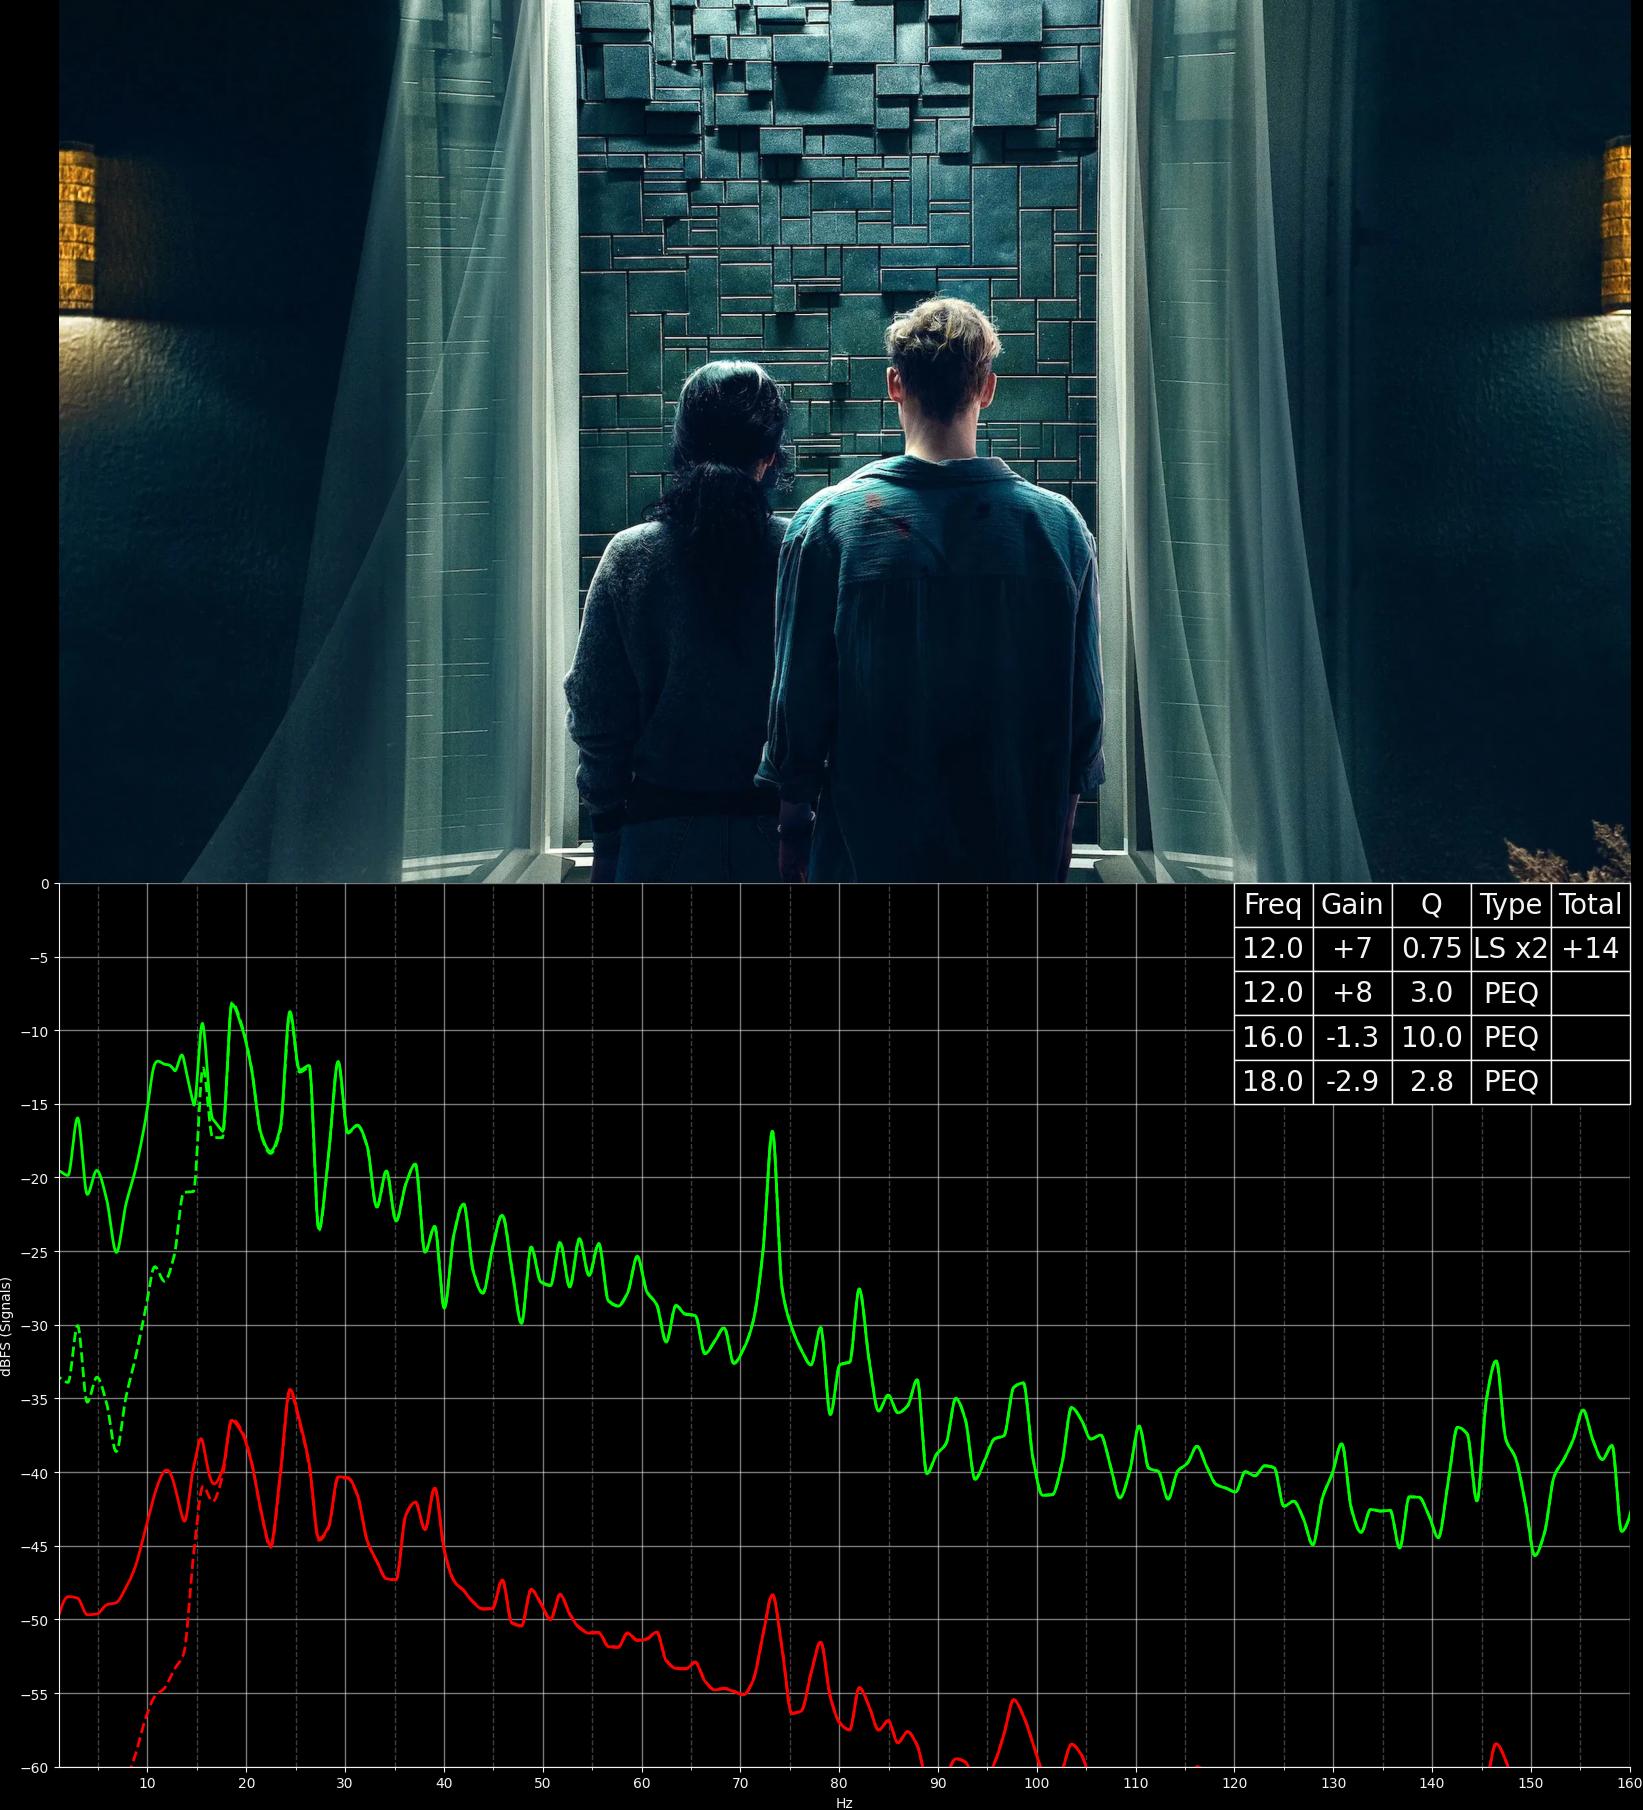 Freq Gain Q Type Total
12.0 +7 0.75 LS x2 +14
12.0 +8 3.0 PEQ
16.0 -1.3 10.0 PEQ
18.0 -2.9 2.8 PEQ
0
−5
−10
−15
−20
−25
−30
−35
−40
−45
−50
−55
−60
dBFS (Signals)
10 20 30 40 50 60 70 80 90 100 110 120 130 140 150 160
Hz